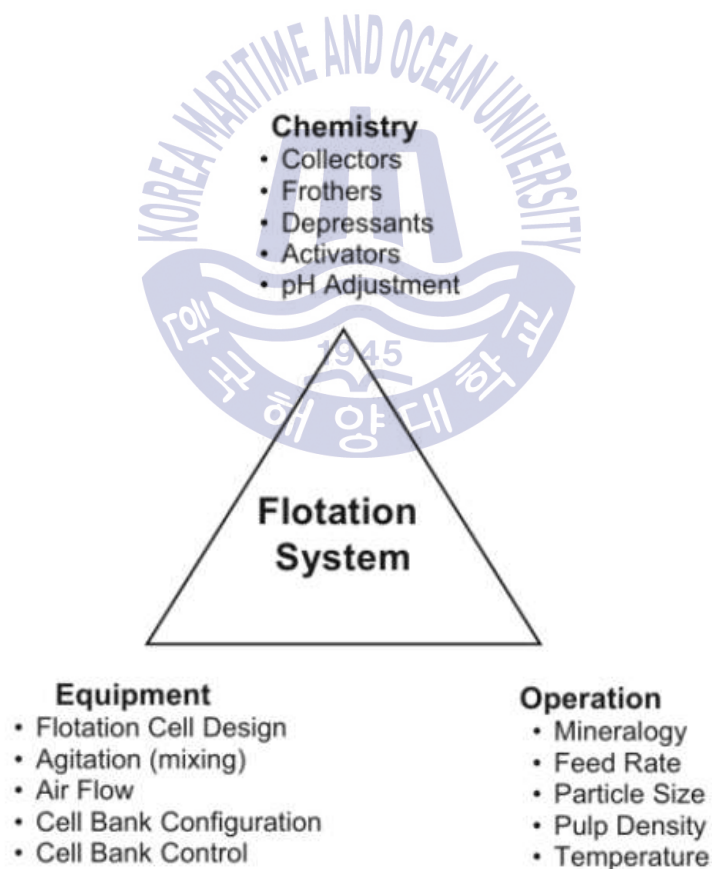 KOREA MARITIME AND OCEAN UNIVERSITY
Chemistry
• Collectors
• Frothers
• Depressants
• Activators
• pH Adjustment
1945
한국해양대학교
Flotation
System
Equipment
• Flotation Cell Design
• Agitation (mixing)
• Air Flow
• Cell Bank Configuration
• Cell Bank Control
Operation
• Mineralogy
• Feed Rate
• Particle Size
• Pulp Density
• Temperature